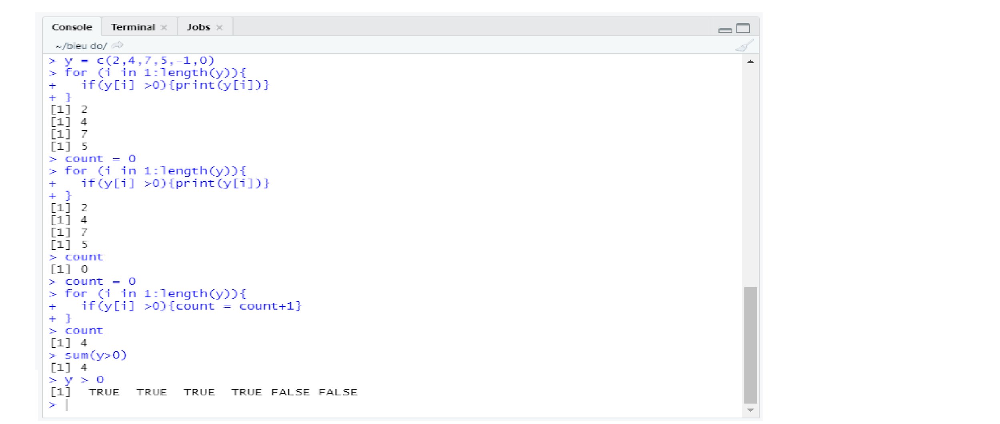 Console Terminal Jobs
~/bieu do/
> y = c(2,4,7,5,-1,0)
> for (i in 1:length(y)){
+   if(y[i] >0){print(y[i])}
+ }
[1] 2
[1] 4
[1] 7
[1] 5
> count = 0
> for (i in 1:length(y)){
+   if(y[i] >0){print(y[i])}
+ }
[1] 2
[1] 4
[1] 7
[1] 5
> count
[1] 0
> count = 0
> for (i in 1:length(y)){
+   if(y[i] >0){count = count+1}
+ }
> count
[1] 4
> sum(y>0)
[1] 4
> y > 0
[1]  TRUE  TRUE  TRUE  TRUE FALSE FALSE
>